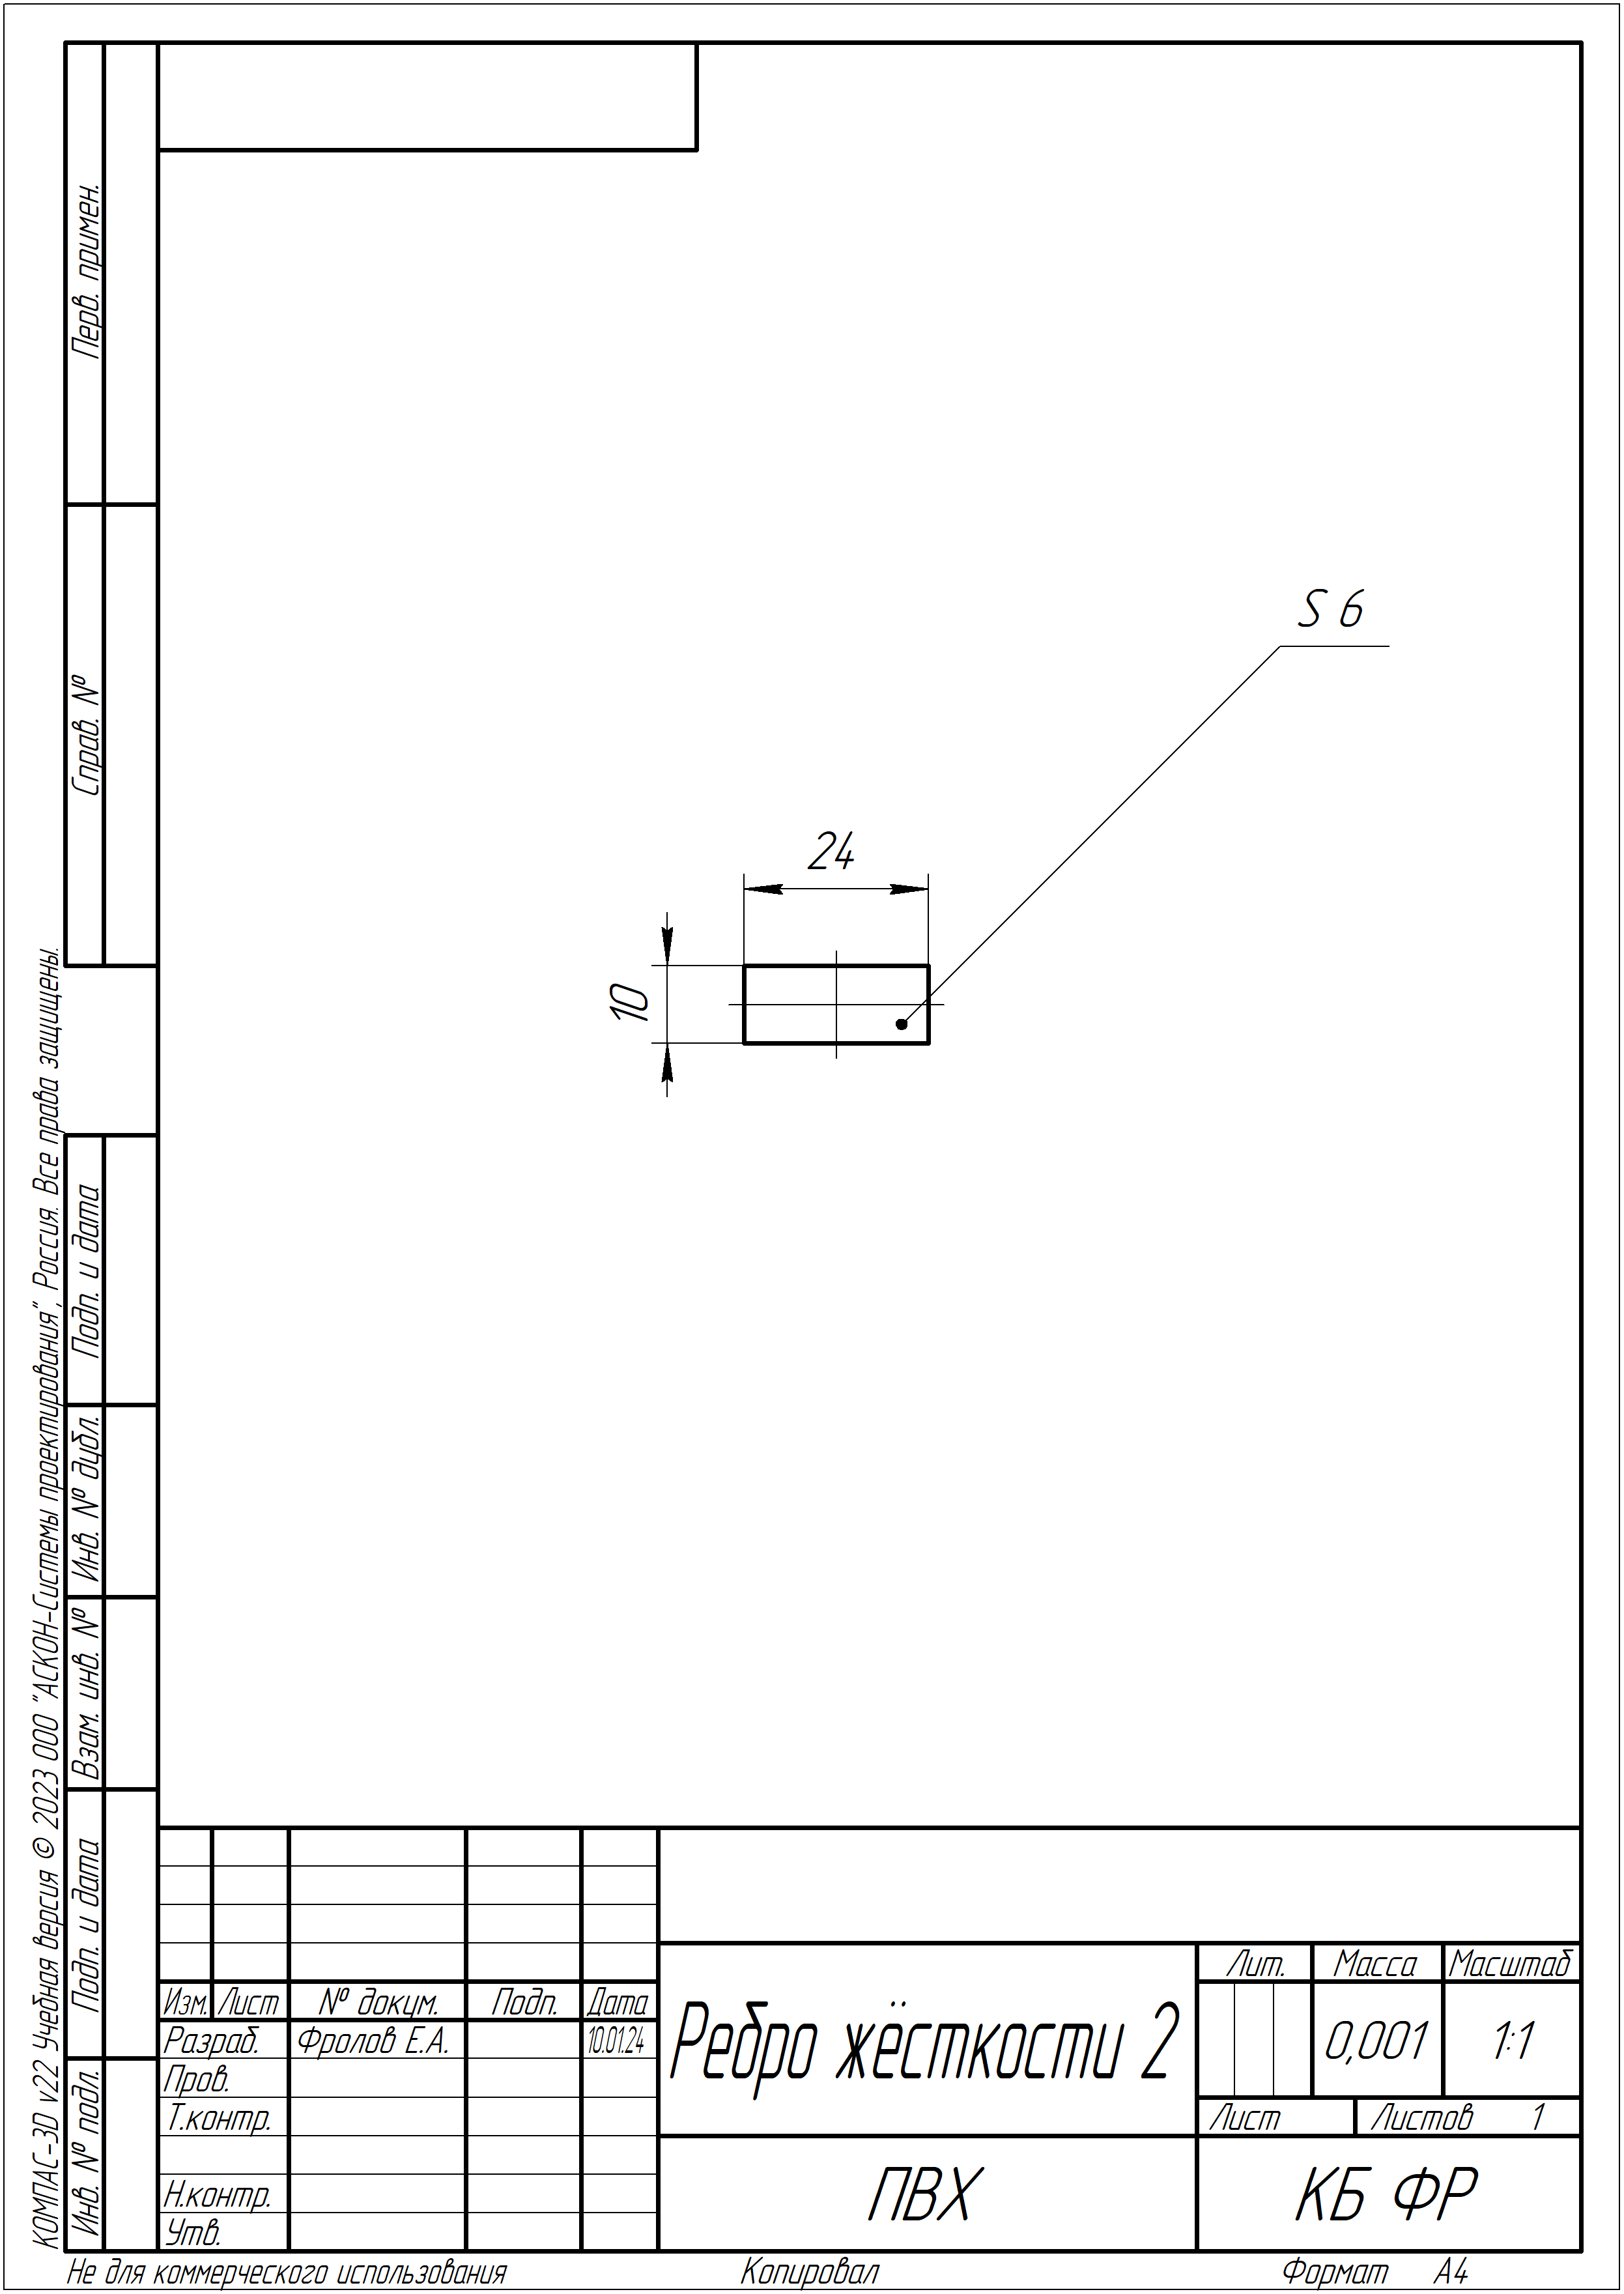 Перв. примен.
Справ. №
S 6
24
10
Подп. и дата
Инв. № дубл.
Взам. инв. №
Подп. и дата
Инв. № подл.
КОМПАС-3D v22 Учебная версия © 2023 ООО "АСКОН-Системы проектирования", Россия. Все права защищены.
Изм. Лист № докум. Подп. Дата
Разраб. Фролов Е.А. 10.01.24
Пров.
Т.контр.
Н.контр.
Утв.
Ребро жёсткости 2
Лит. Масса Масштаб
0,001 1:1
Лист Листов 1
ПВХ
КБ ФР
Не для коммерческого использования Копировал Формат А4